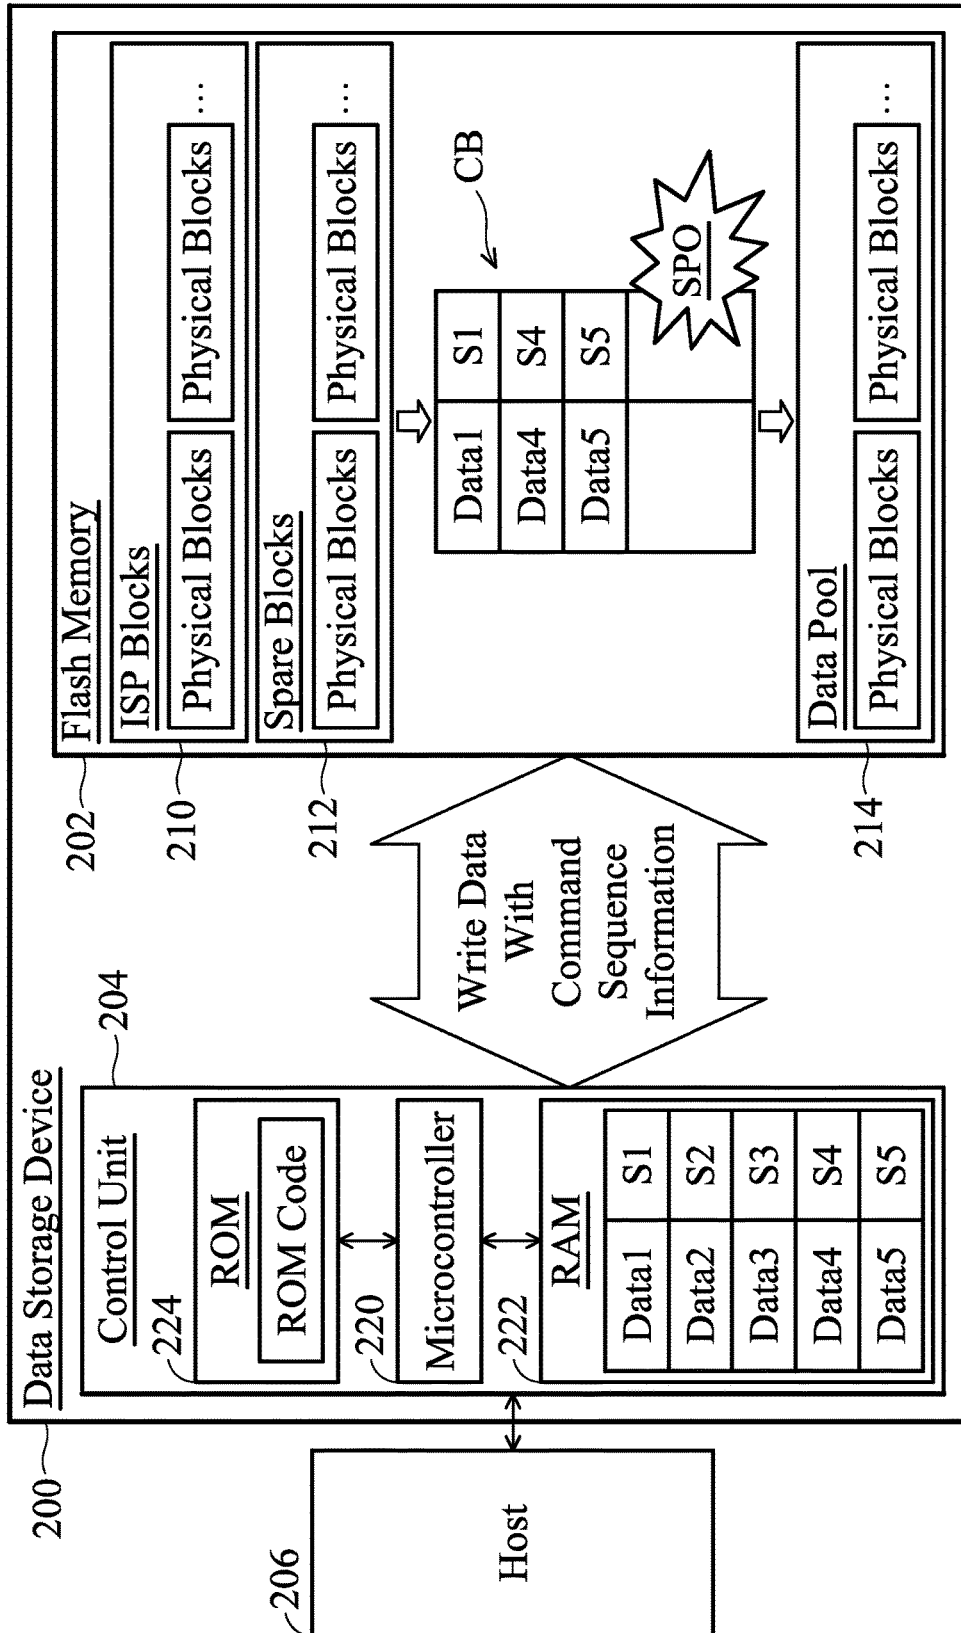 Data Storage Device
200
206
Host
Control Unit
204
224
ROM
ROM Code
220
Microcontroller
222
RAM
Data1 S1
Data2 S2
Data3 S3
Data4 S4
Data5 S5
Write Data
With
Command
Sequence
Information
202
Flash Memory
210
ISP Blocks
Physical Blocks Physical Blocks ...
212
Spare Blocks
Physical Blocks Physical Blocks ...
CB
Data1 S1
Data4 S4
Data5 S5
SPO
214
Data Pool
Physical Blocks Physical Blocks ...